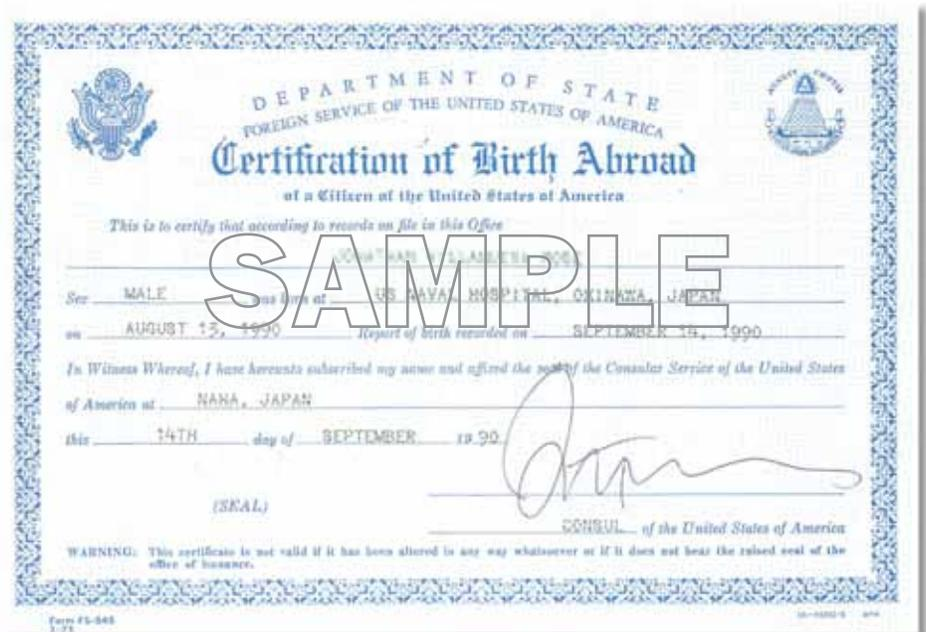 DEPARTMENT OF STATE
FOREIGN SERVICE OF THE UNITED STATES OF AMERICA
Certification of Birth Abroad
of a Citizen of the United States of America
This is to certify that according to records on file in this Office
JONATHAN
SAMPLE
Sex MALE was born at US NAVAL HOSPITAL, OKINAWA, JAPAN
on AUGUST 15, 1990 Report of birth recorded on SEPTEMBER 14, 1990
In Witness Whereof, I have hereunto subscribed my name and affixed the seal of the Consular Service of the United States
of America at NAHA, JAPAN
this 14TH day of SEPTEMBER 19 90
(SEAL)
CONSUL of the United States of America
WARNING: This certificate is not valid if it has been altered in any way whatsoever or if it does not bear the raised seal of the
office of issuance.
Form FS-545